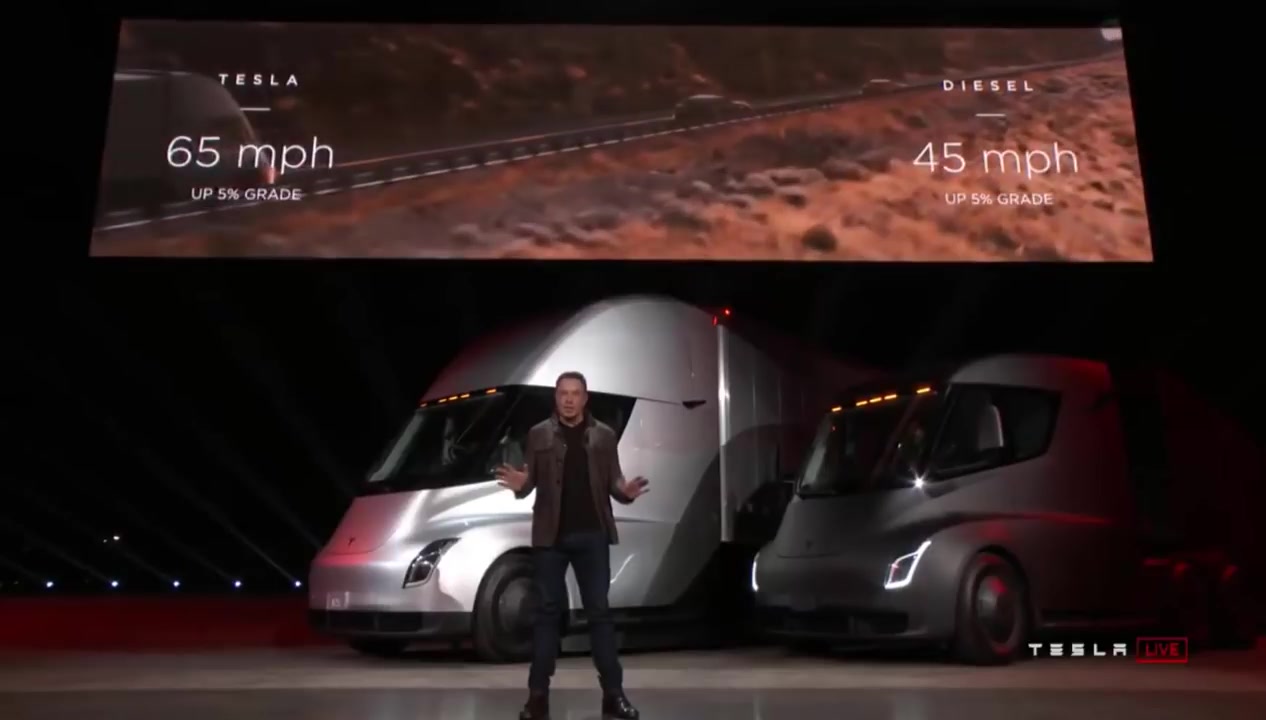 TESLA
65 mph
UP 5% GRADE
DIESEL
45 mph
UP 5% GRADE
TESLA LIVE